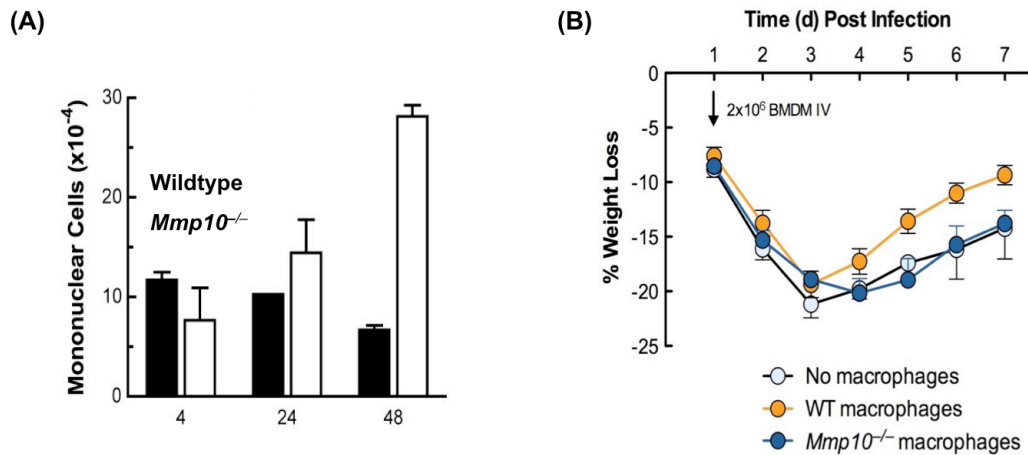 (A)
Mononuclear Cells (x10⁻⁴)
30
20
10
0
Wildtype
Mmp10⁻/⁻
4
24
48
(B)
Time (d) Post Infection
1 2 3 4 5 6 7
% Weight Loss
0
-5
-10
-15
-20
-25
2x10⁶ BMDM IV
No macrophages
WT macrophages
Mmp10⁻/⁻ macrophages